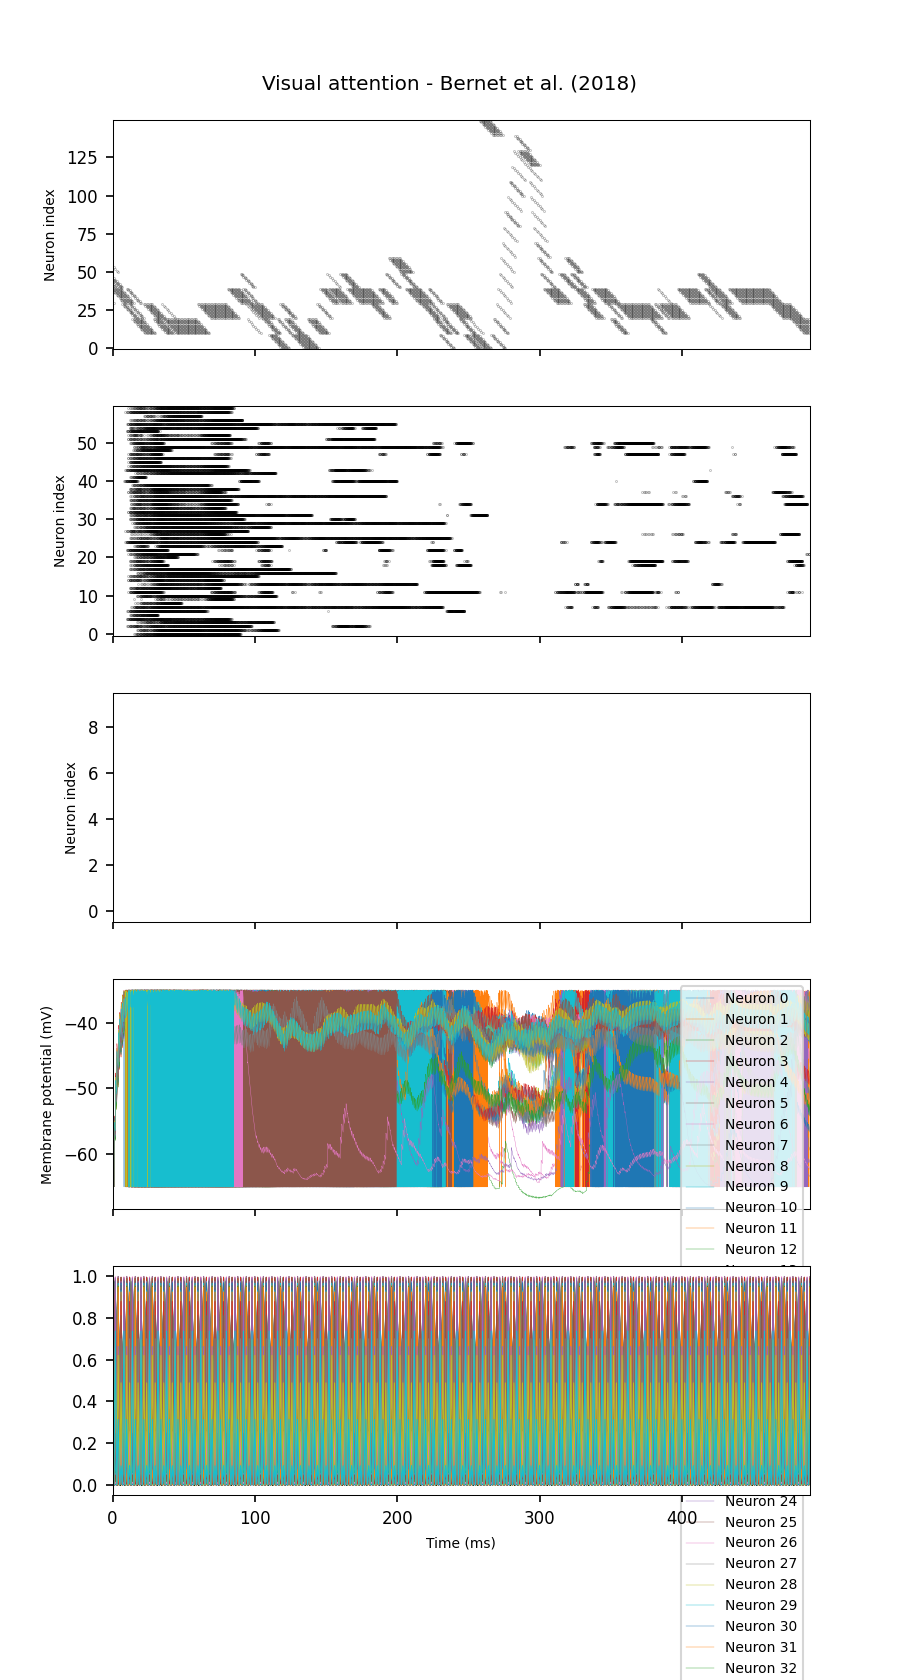 Visual attention - Bernet et al. (2018)
Neuron index
125
100
75
50
25
0
Neuron index
50
40
30
20
10
0
Neuron index
8
6
4
2
0
Membrane potential (mV)
−40
−50
−60
Neuron 0
Neuron 1
Neuron 2
Neuron 3
Neuron 4
Neuron 5
Neuron 6
Neuron 7
Neuron 8
Neuron 9
Neuron 10
Neuron 11
Neuron 12
1.0
0.8
0.6
0.4
0.2
0.0
0 100 200 300 400
Time (ms)
Neuron 24
Neuron 25
Neuron 26
Neuron 27
Neuron 28
Neuron 29
Neuron 30
Neuron 31
Neuron 32